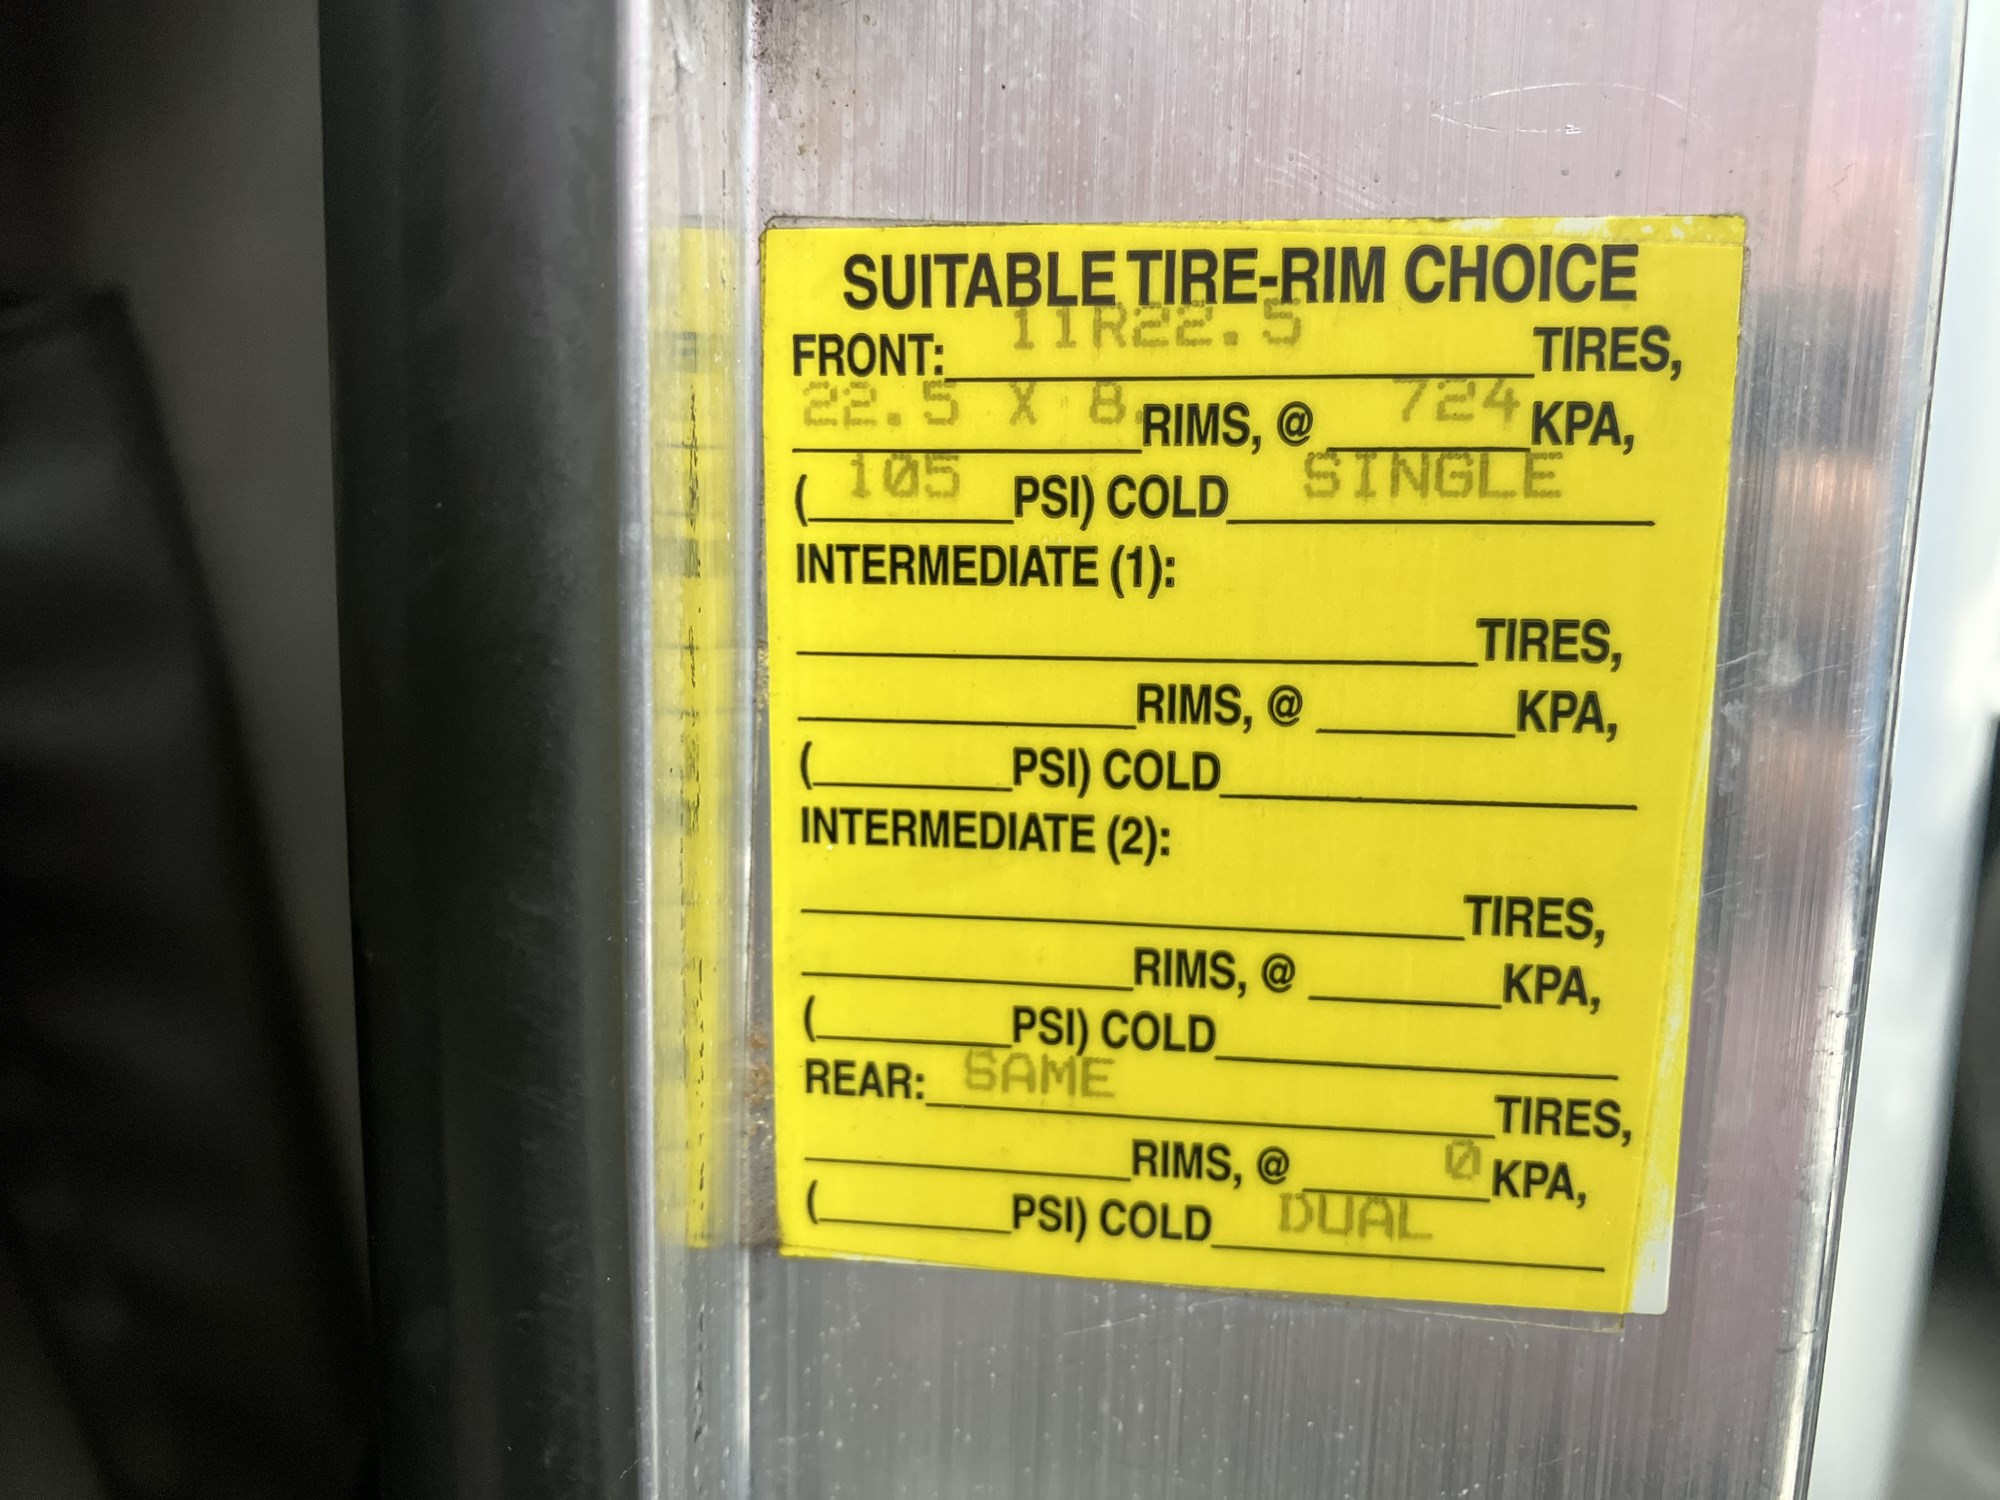 SUITABLE TIRE-RIM CHOICE
FRONT: 11R22.5 TIRES,
22.5 X 8. RIMS, @ 724 KPA,
( 105 PSI) COLD SINGLE
INTERMEDIATE (1):
TIRES,
RIMS, @ KPA,
( PSI) COLD
INTERMEDIATE (2):
TIRES,
RIMS, @ KPA,
( PSI) COLD
REAR: SAME TIRES,
RIMS, @ 0 KPA,
( PSI) COLD DUAL